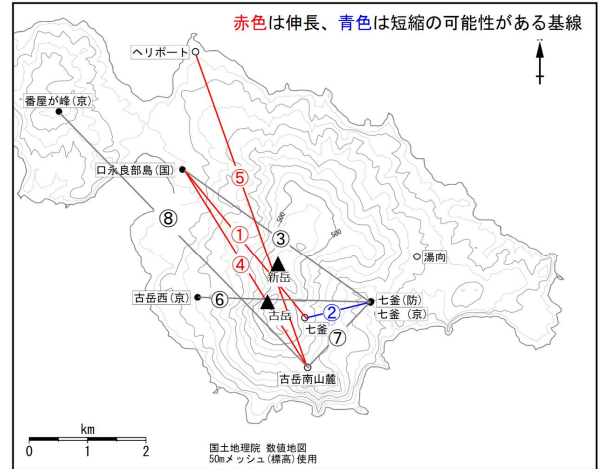 赤色は伸長、青色は短縮の可能性がある基線
ヘリポート
番屋が峰(京)
口永良部島(国)
⑤
⑧
①
③
④
500
500
新岳
湯向
古岳西(京)
⑥
古岳
七釜
②
七釜(防)
七釜(京)
⑦
古岳南山麓
km
0 1 2
国土地理院 数値地図
50mメッシュ(標高)使用